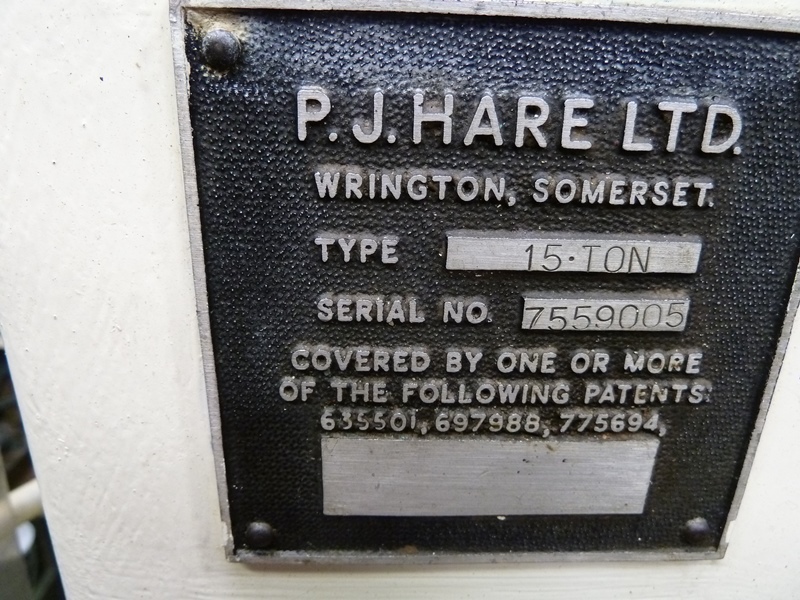 P.J. HARE LTD.
WRINGTON, SOMERSET.
TYPE 15·TON
SERIAL NO. 7559005
COVERED BY ONE OR MORE
OF THE FOLLOWING PATENTS:
635501, 697988, 775694,